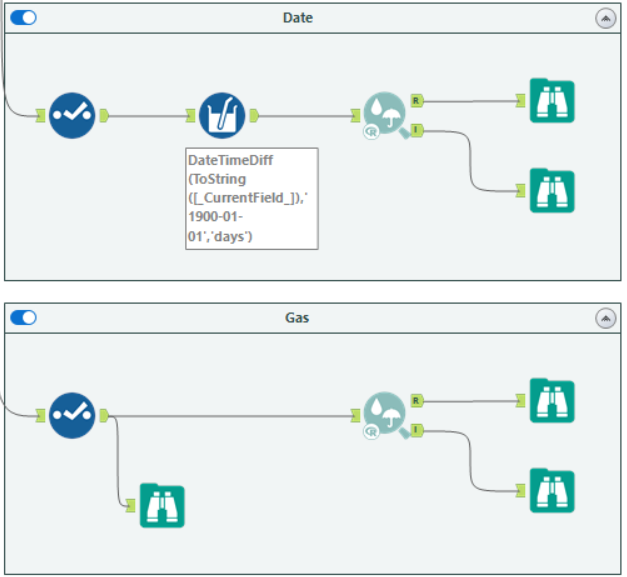 Date
R
I
R
DateTimeDiff
(ToString
([_CurrentField_]),'
1900-01-
01','days')
Gas
R
I
R